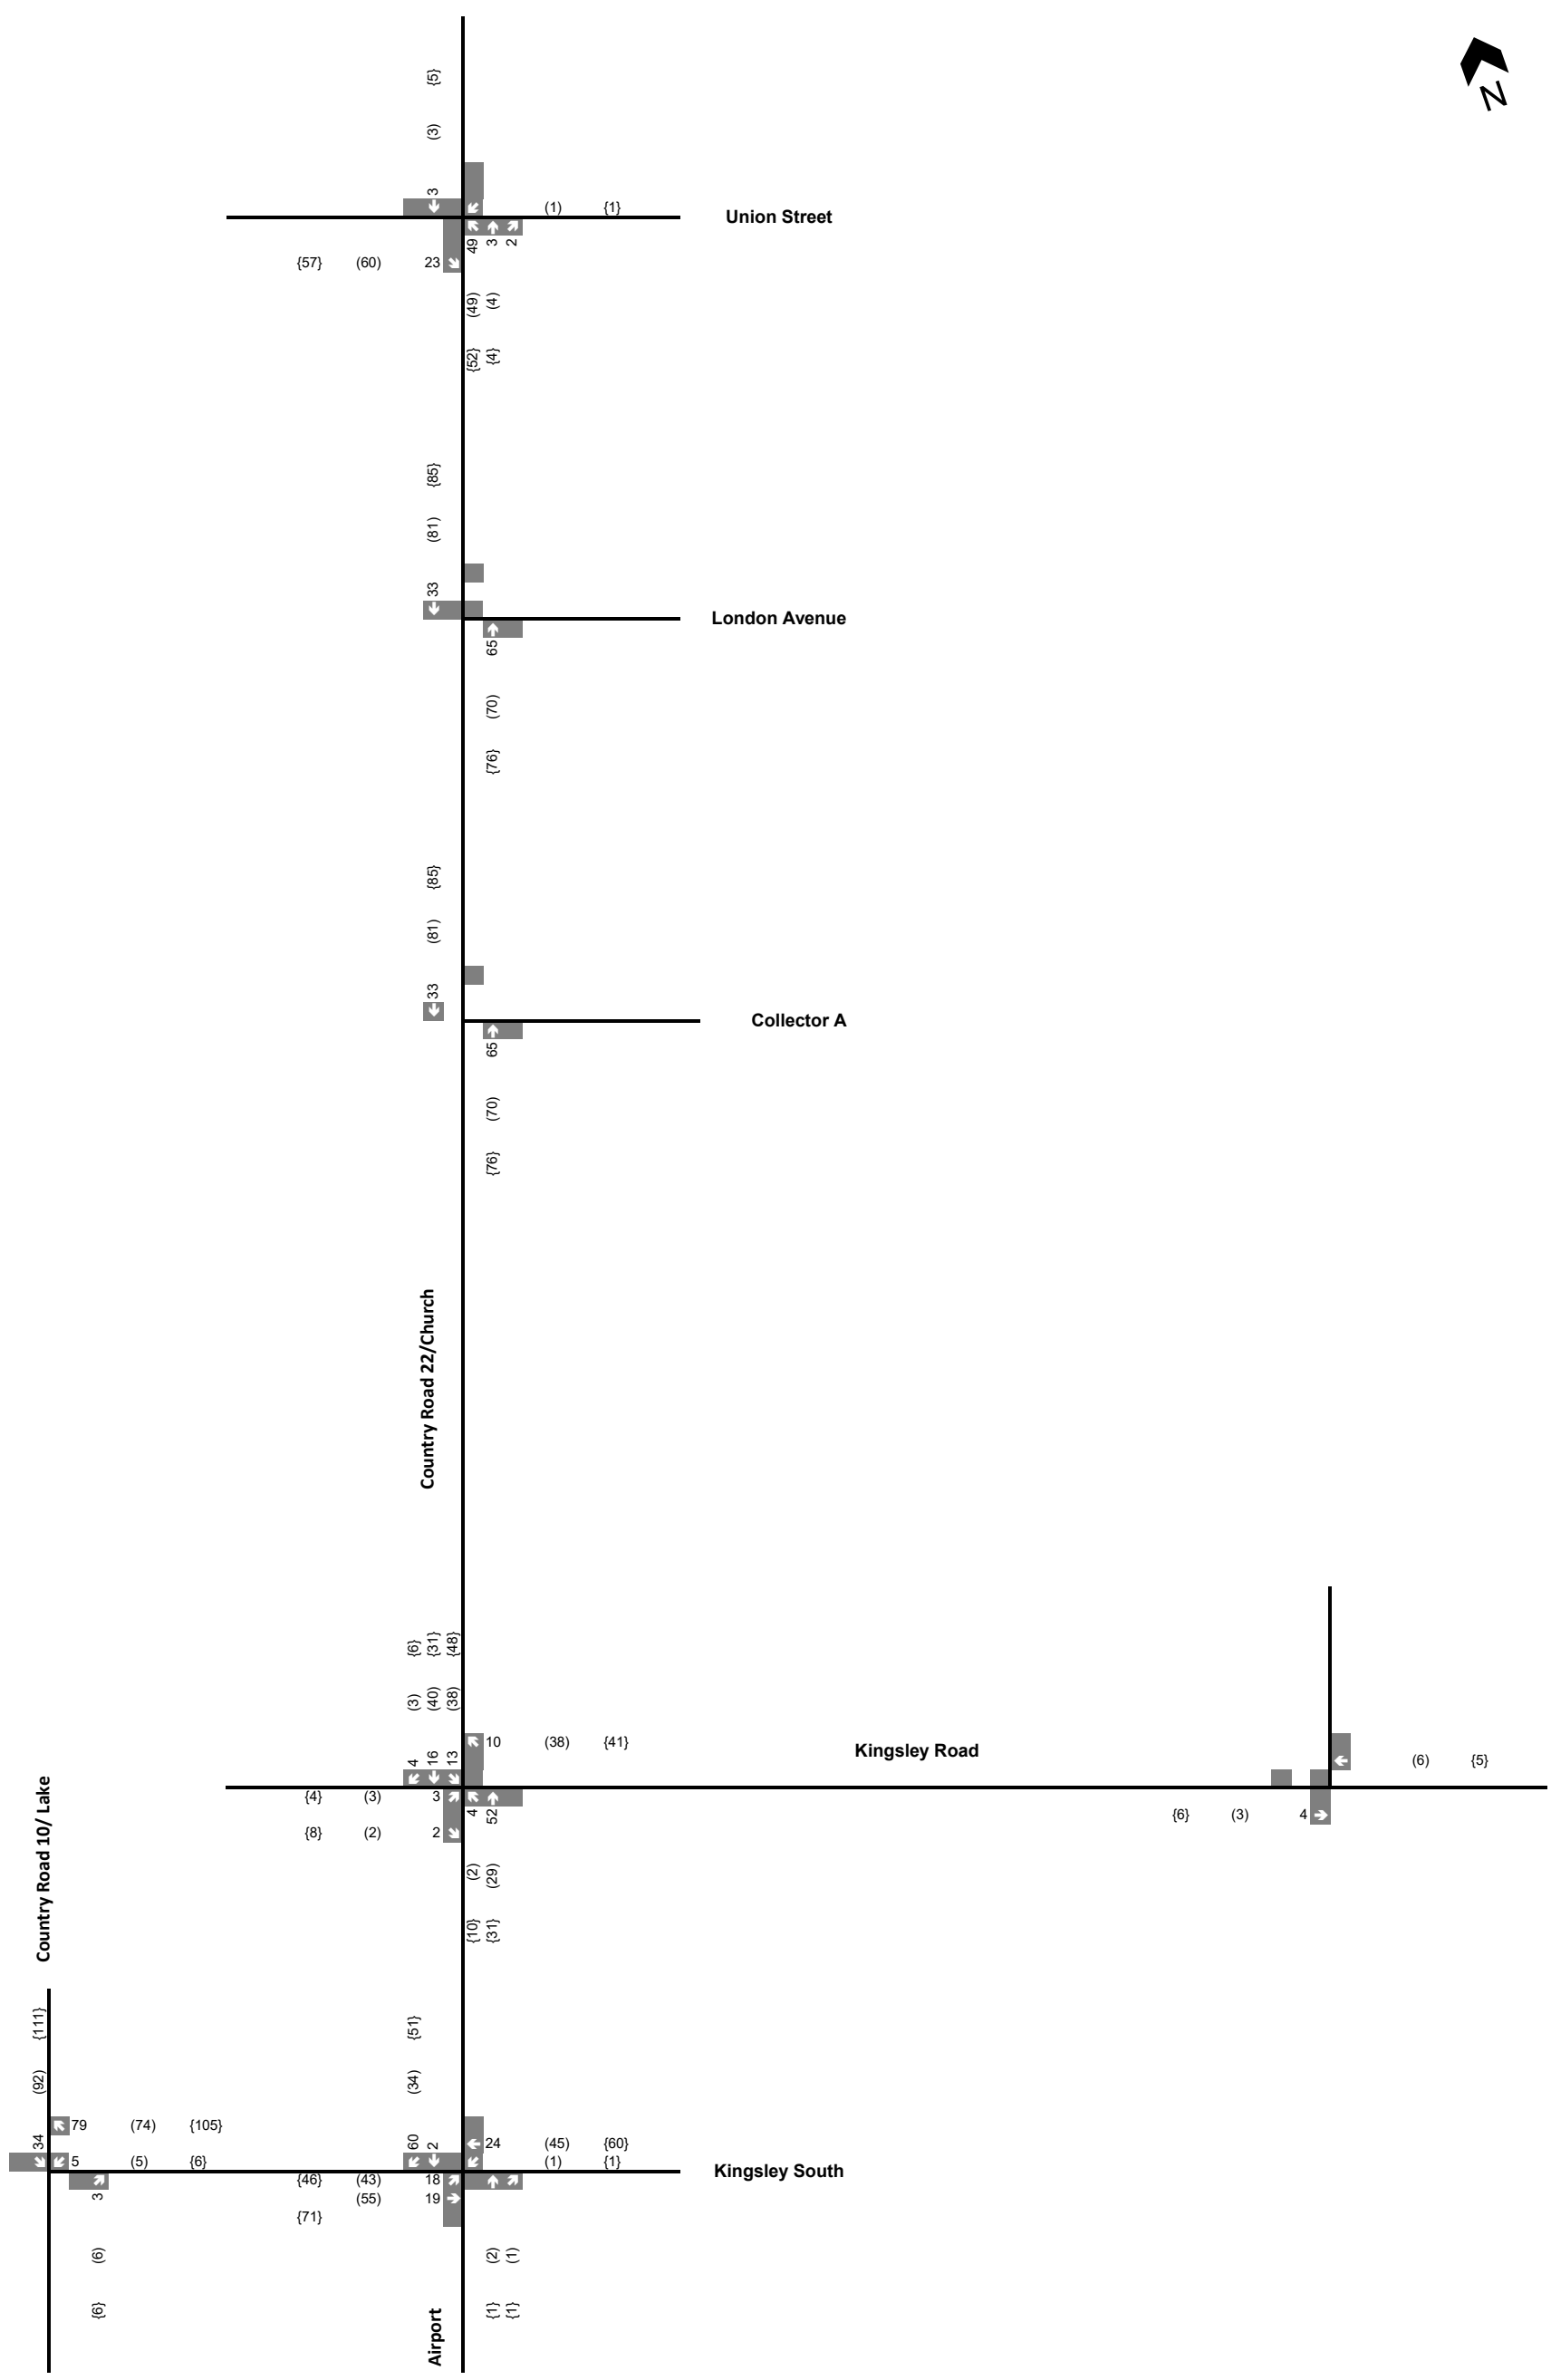 N
{5}
(3)
3
(1) {1}
Union Street
49 3 2
{57} (60) 23
(49) (4)
{52} {4}
{85}
(81)
33
London Avenue
65
(70)
{76}
{85}
(81)
33
Collector A
65
(70)
{76}
Country Road 22/Church
{6} {31} {48}
(3) (40) (38)
4 16 13
10 (38) {41}
Kingsley Road
(6) {5}
{4} (3) 3
4 52
{6} (3) 4
{8} (2) 2
(2) (29)
{10} {31}
Country Road 10/ Lake
{111}
(92)
34
79 (74) {105}
5 (5) {6}
3
(6)
{6}
{51}
(34)
60 2
24 (45) {60}
(1) {1}
Kingsley South
{46} (43) 18
(55) 19
{71}
(2) (1)
{1} {1}
Airport